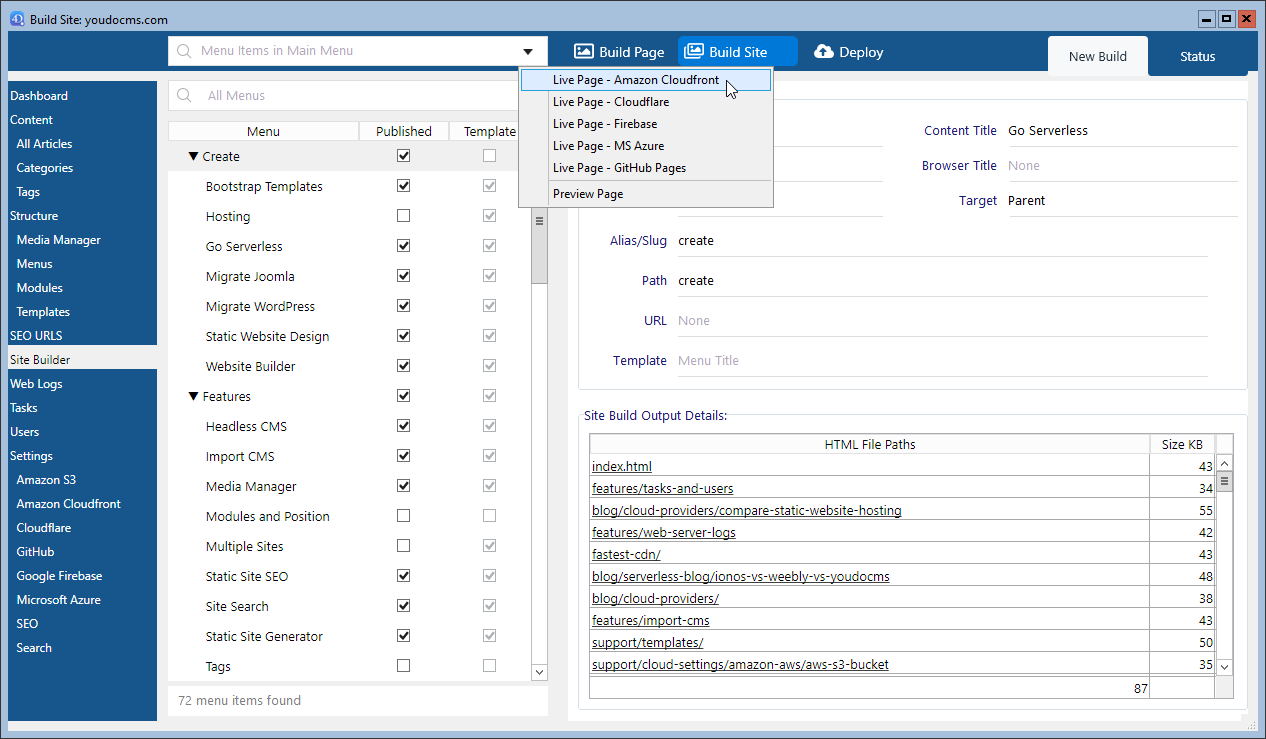 Build Site: youdocms.com
Menu Items in Main Menu
Build Page
Build Site
Deploy
New Build
Status
Live Page - Amazon Cloudfront
Live Page - Cloudflare
Live Page - Firebase
Live Page - MS Azure
Live Page - GitHub Pages
Preview Page
Dashboard
Content
All Articles
Categories
Tags
Structure
Media Manager
Menus
Modules
Templates
SEO URLS
Site Builder
Web Logs
Tasks
Users
Settings
Amazon S3
Amazon Cloudfront
Cloudflare
GitHub
Google Firebase
Microsoft Azure
SEO
Search
All Menus
Menu Published Template
Create
Bootstrap Templates
Hosting
Go Serverless
Migrate Joomla
Migrate WordPress
Static Website Design
Website Builder
Features
Headless CMS
Import CMS
Media Manager
Modules and Position
Multiple Sites
Static Site SEO
Site Search
Static Site Generator
Tags
72 menu items found
Content Title Go Serverless
Browser Title None
Target Parent
Alias/Slug create
Path create
URL None
Template Menu Title
Site Build Output Details:
HTML File Paths Size KB
index.html 43
features/tasks-and-users 34
blog/cloud-providers/compare-static-website-hosting 55
features/web-server-logs 42
fastest-cdn/ 43
blog/serverless-blog/ionos-vs-weebly-vs-youdocms 48
blog/cloud-providers/ 38
features/import-cms 43
support/templates/ 50
support/cloud-settings/amazon-aws/aws-s3-bucket 35
87